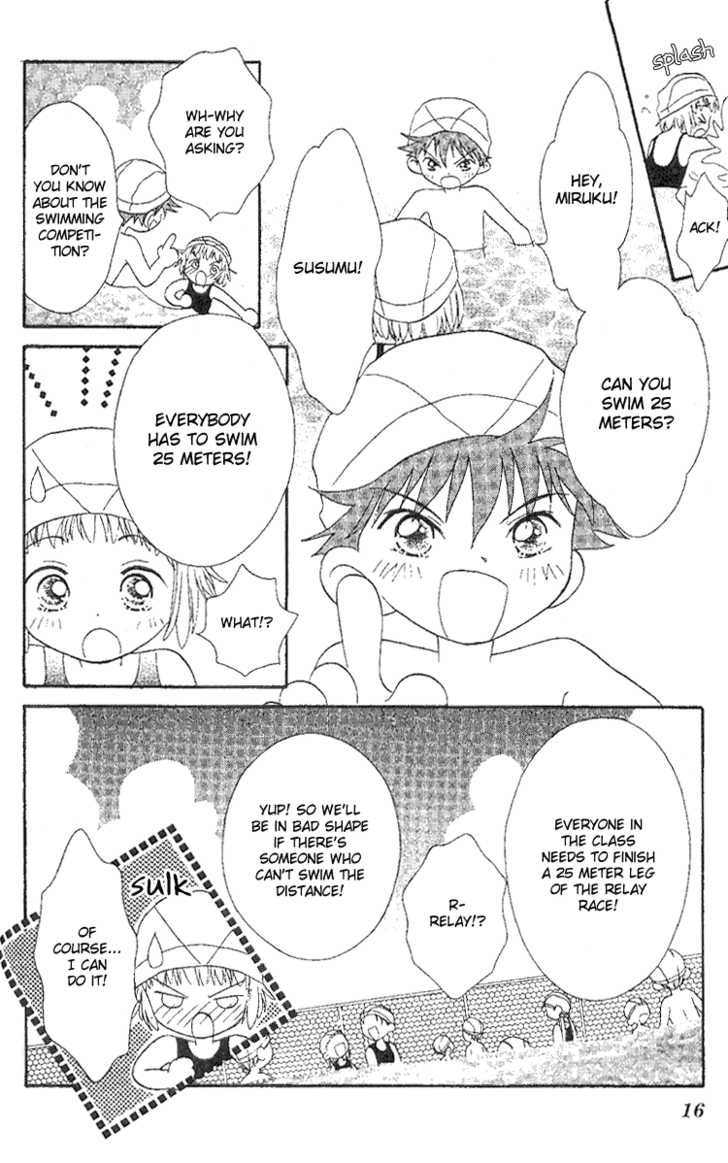 splash
ACK!
HEY,
MIRUKU!
SUSUMU!
CAN YOU
SWIM 25
METERS?
WH-WHY
ARE YOU
ASKING?
DON'T
YOU KNOW
ABOUT THE
SWIMMING
COMPETI-
TION?
EVERYBODY
HAS TO SWIM
25 METERS!
WHAT!?
EVERYONE IN
THE CLASS
NEEDS TO FINISH
A 25 METER LEG
OF THE RELAY
RACE!
R-
RELAY!?
YUP! SO WE'LL
BE IN BAD SHAPE
IF THERE'S
SOMEONE WHO
CAN'T SWIM THE
DISTANCE!
sulk
OF
COURSE...
I CAN
DO IT!
16